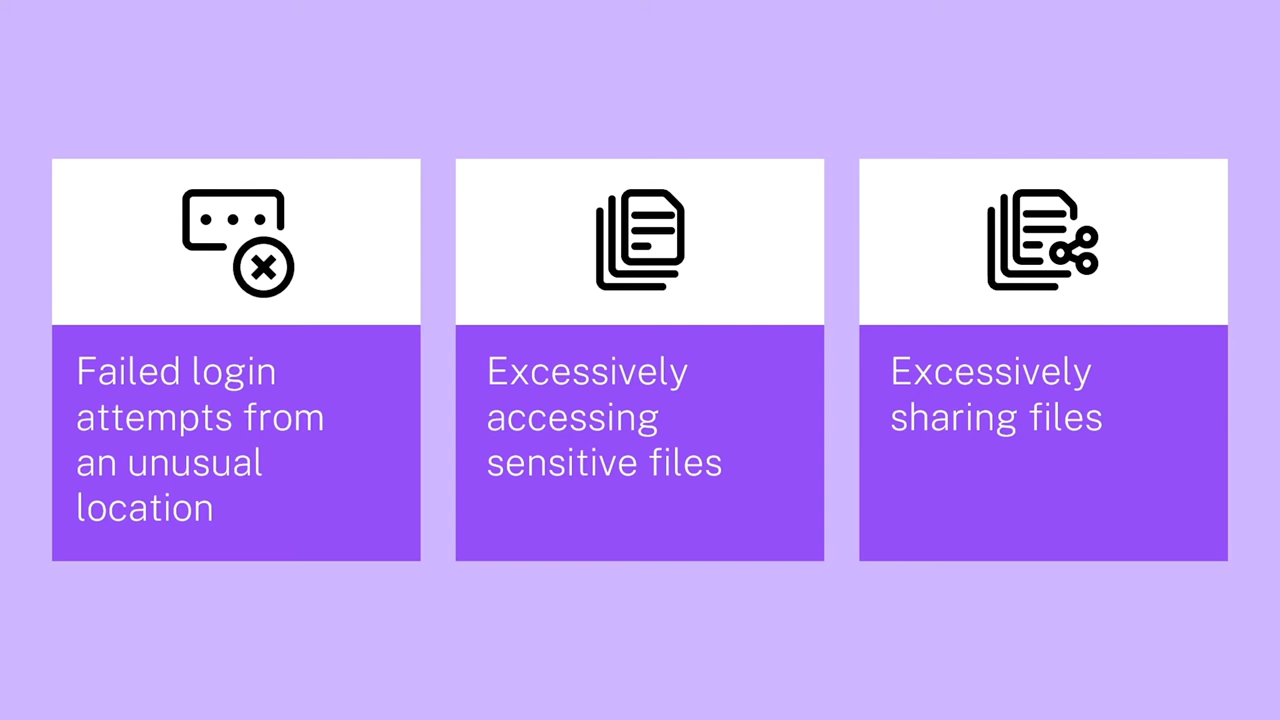 Failed login
attempts from
an unusual
location
Excessively
accessing
sensitive files
Excessively
sharing files